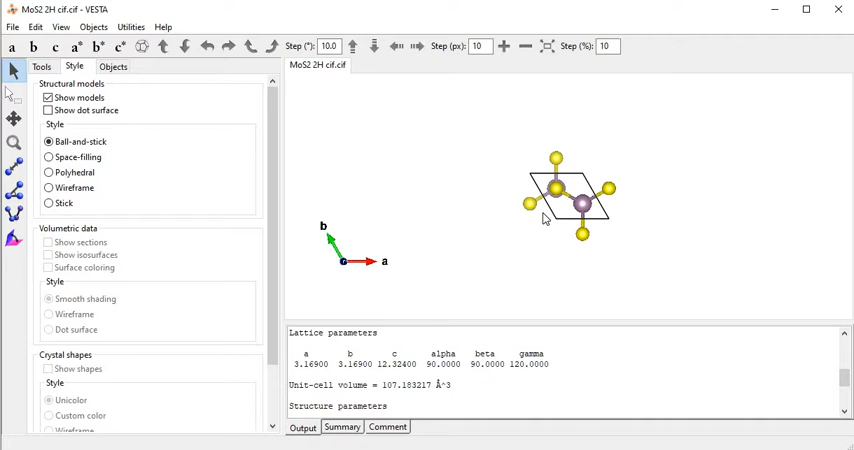 MoS2 2H cif.cif - VESTA
File Edit View Objects Utilities Help
a b c a* b* c* Step (°): 10.0 Step (px): 10 Step (%): 10
Tools Style Objects
MoS2 2H cif.cif
Structural models
Show models
Show dot surface
Style
Ball-and-stick
Space-filling
Polyhedral
Wireframe
Stick
Volumetric data
Show sections
Show isosurfaces
Surface coloring
Style
Smooth shading
Wireframe
Dot surface
Crystal shapes
Show shapes
Style
Unicolor
Custom color
Wireframe
b
a
Lattice parameters
a b c alpha beta gamma
3.16900 3.16900 12.32400 90.0000 90.0000 120.0000
Unit-cell volume = 107.183217 Å^3
Structure parameters
Output Summary Comment